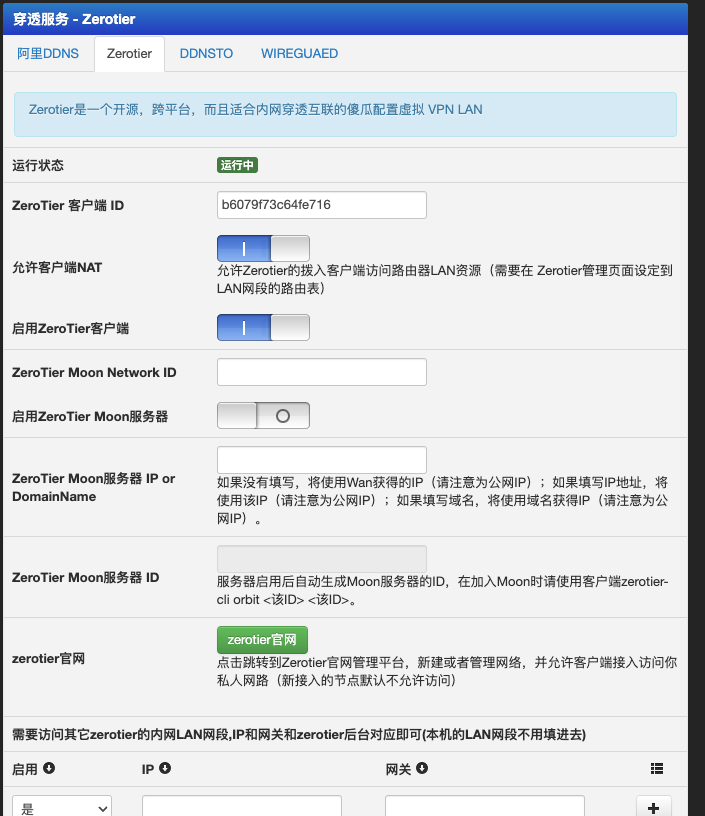 穿透服务 - Zerotier
阿里DDNS Zerotier DDNSTO WIREGUAED
Zerotier是一个开源，跨平台，而且适合内网穿透互联的傻瓜配置虚拟 VPN LAN
运行状态 运行中
ZeroTier 客户端 ID b6079f73c64fe716
允许客户端NAT
允许Zerotier的拨入客户端访问路由器LAN资源（需要在 Zerotier管理页面设定到
LAN网段的路由表）
启用ZeroTier客户端
ZeroTier Moon Network ID
启用ZeroTier Moon服务器
ZeroTier Moon服务器 IP or
DomainName
如果没有填写，将使用Wan获得的IP（请注意为公网IP）；如果填写IP地址，将
使用该IP（请注意为公网IP）；如果填写域名，将使用域名获得IP（请注意为公
网IP）。
ZeroTier Moon服务器 ID
服务器启用后自动生成Moon服务器的ID，在加入Moon时请使用客户端zerotier-
cli orbit <该ID> <该ID>。
zerotier官网 zerotier官网
点击跳转到Zerotier官网管理平台，新建或者管理网络，并允许客户端接入访问你
私人网路（新接入的节点默认不允许访问）
需要访问其它zerotier的内网LAN网段,IP和网关和zerotier后台对应即可(本机的LAN网段不用填进去)
启用 IP 网关
是